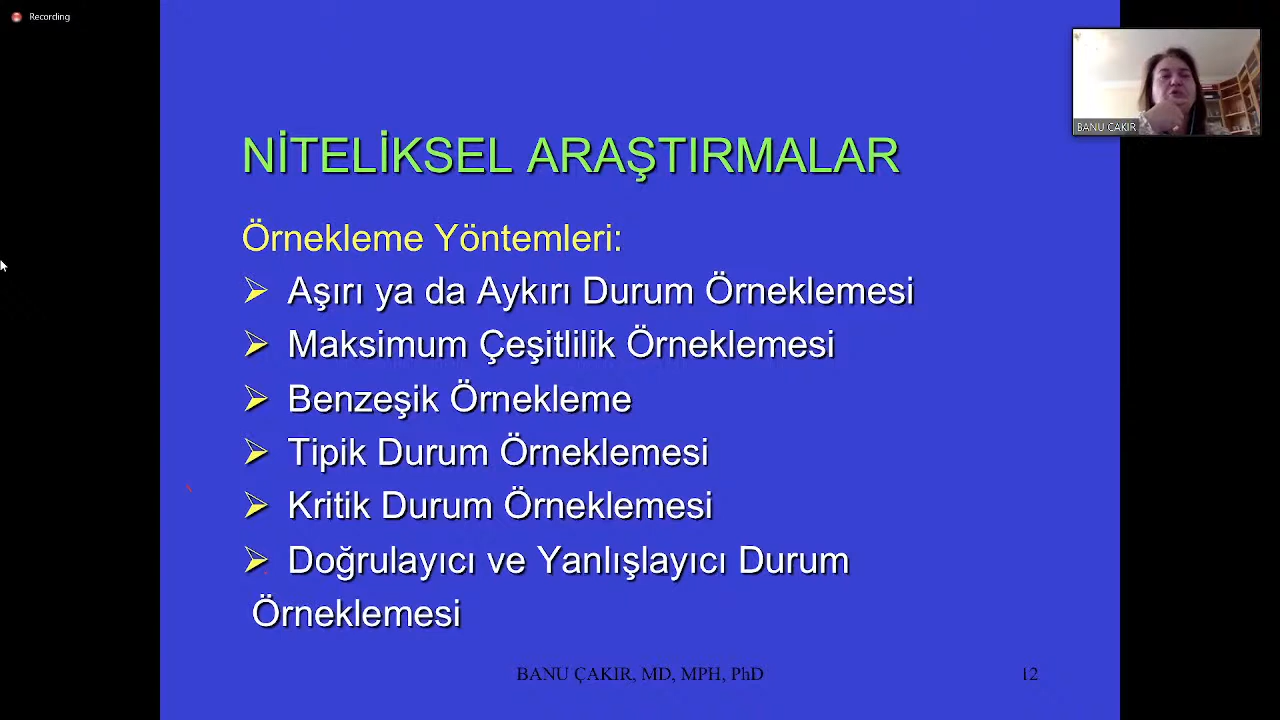 Recording
BANU CAKIR
NİTELİKSEL ARAŞTIRMALAR
Örnekleme Yöntemleri:
Aşırı ya da Aykırı Durum Örneklemesi
Maksimum Çeşitlilik Örneklemesi
Benzeşik Örnekleme
Tipik Durum Örneklemesi
Kritik Durum Örneklemesi
Doğrulayıcı ve Yanlışlayıcı Durum
Örneklemesi
BANU ÇAKIR, MD, MPH, PhD
12